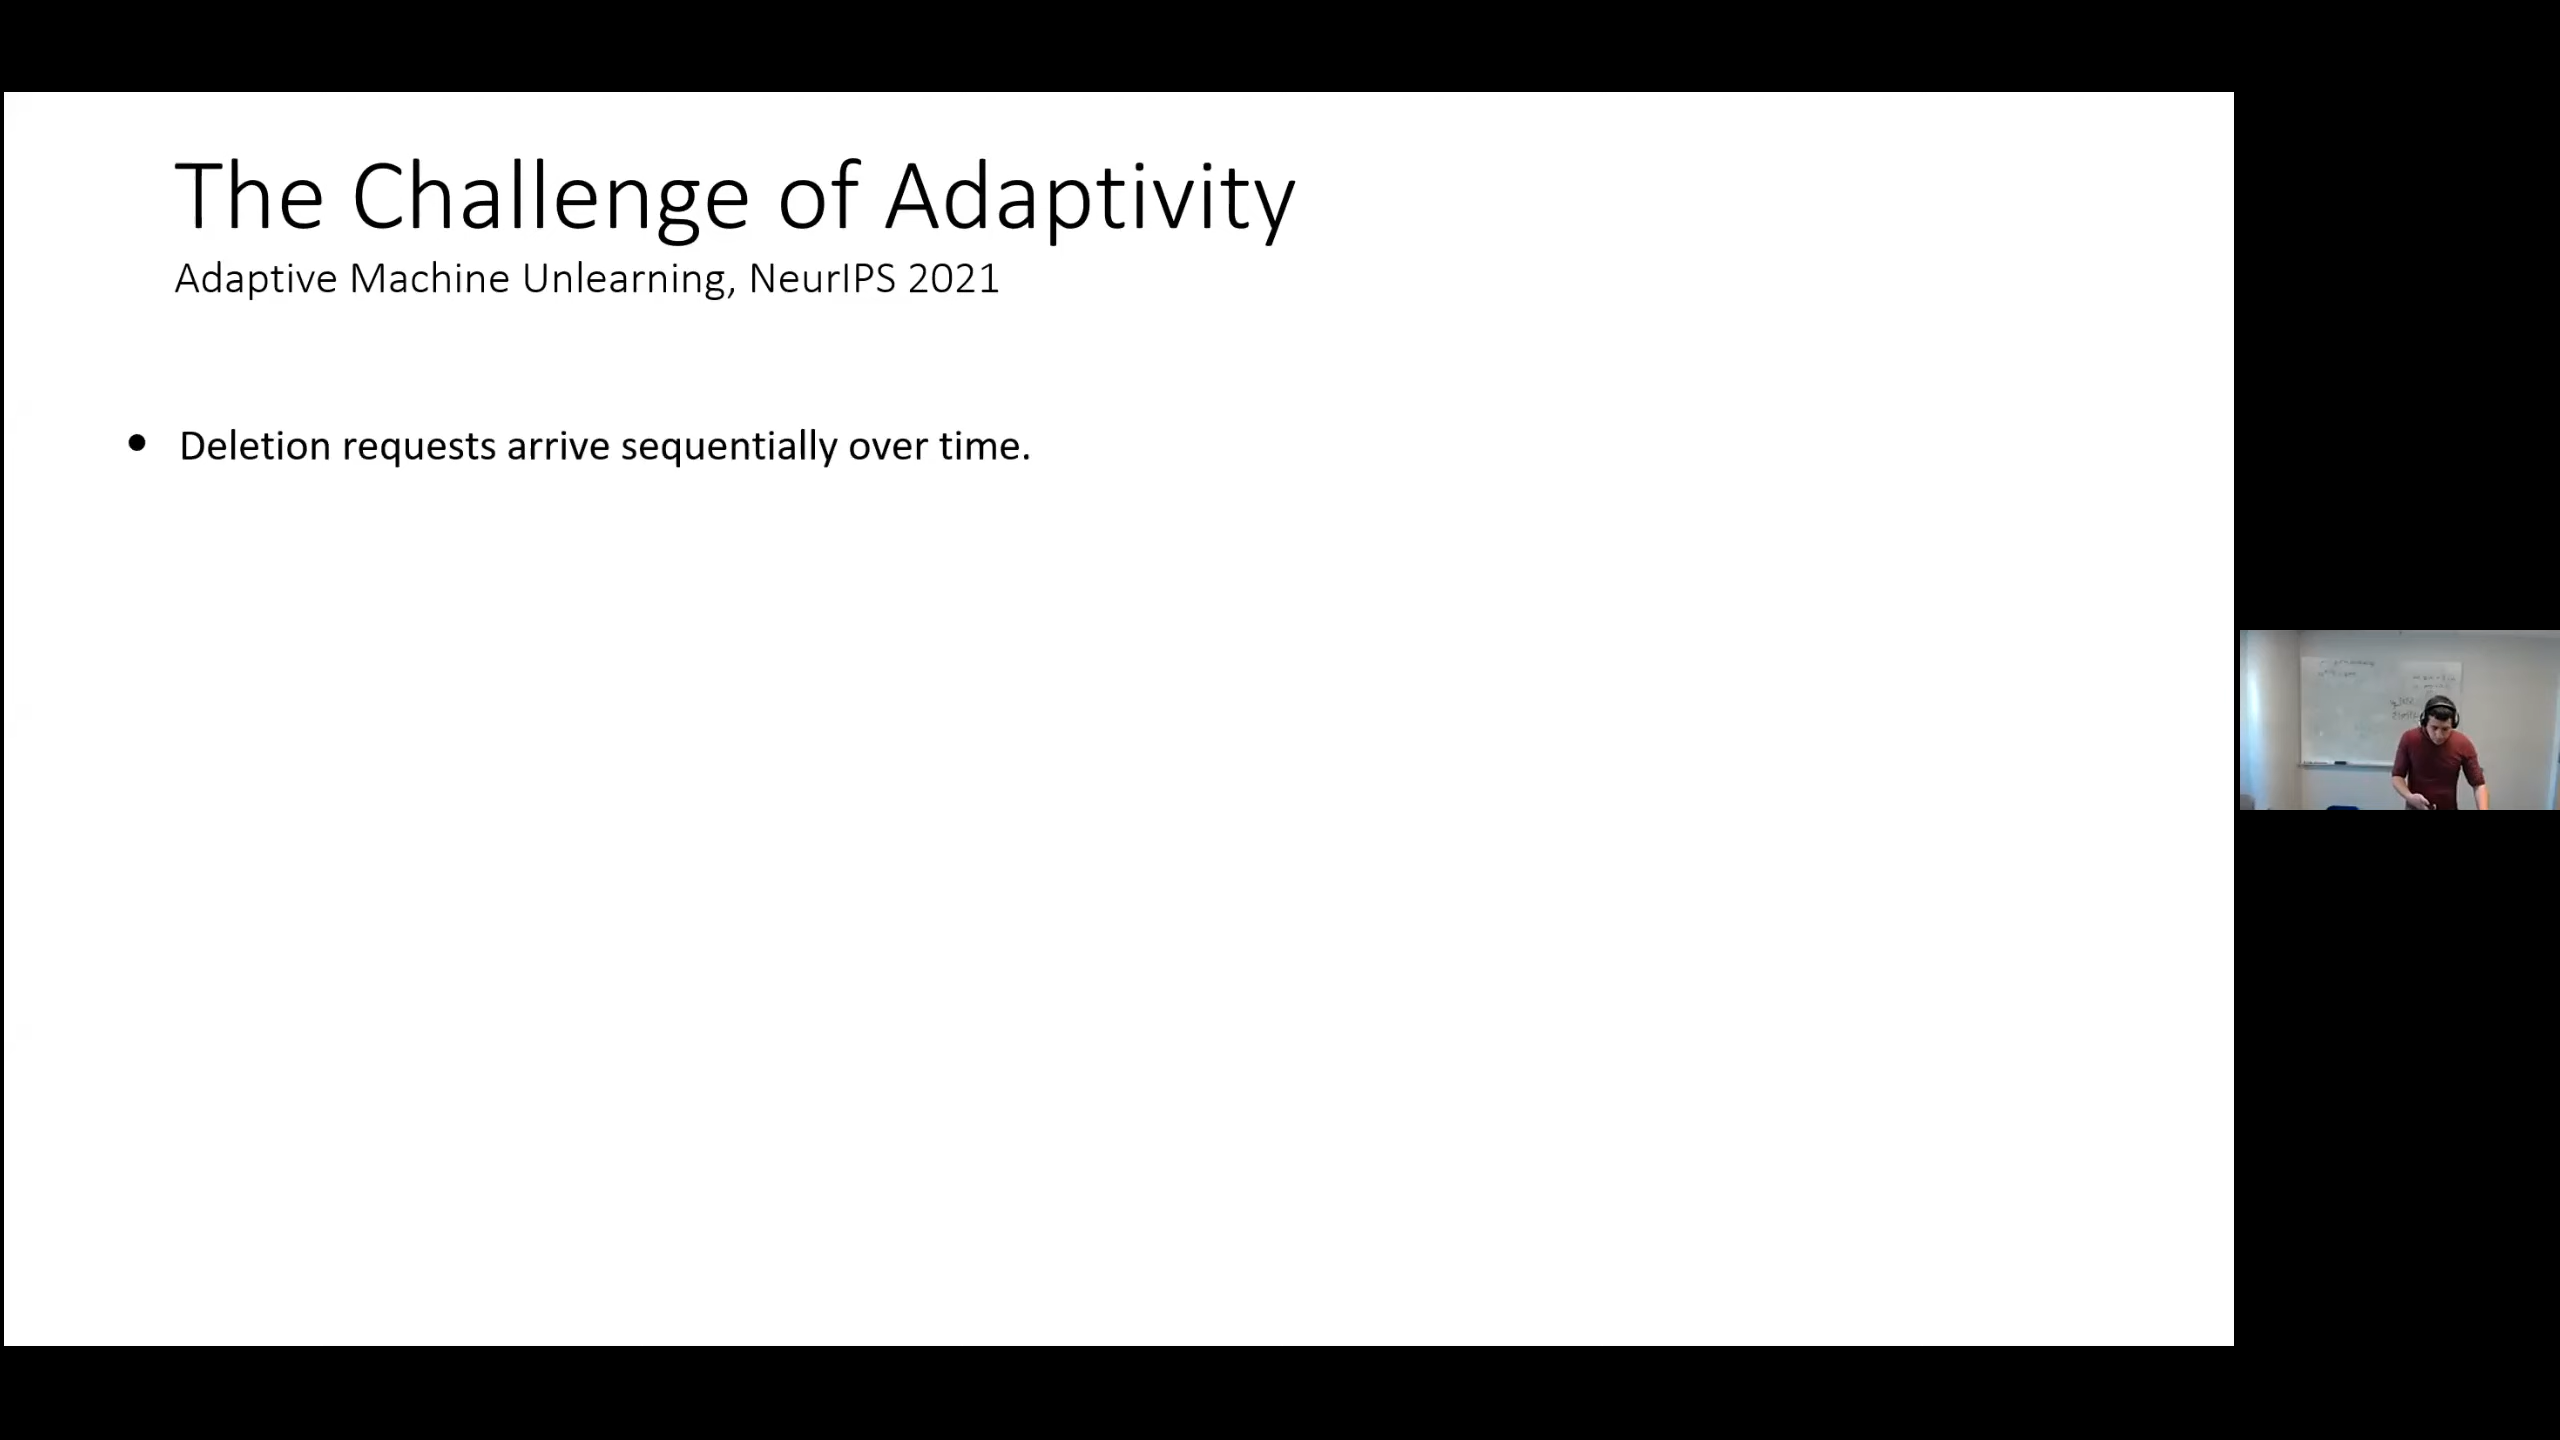 The Challenge of Adaptivity
Adaptive Machine Unlearning, NeurIPS 2021
• Deletion requests arrive sequentially over time.